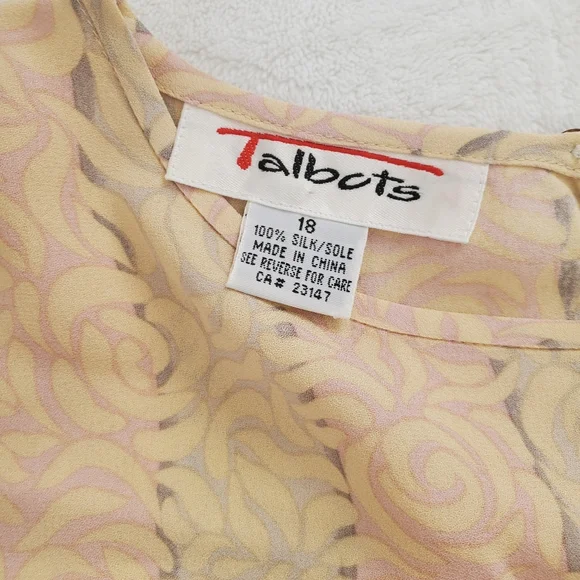 Talbots
18
100% SILK/SOLE
MADE IN CHINA
SEE REVERSE FOR CARE
CA# 23147